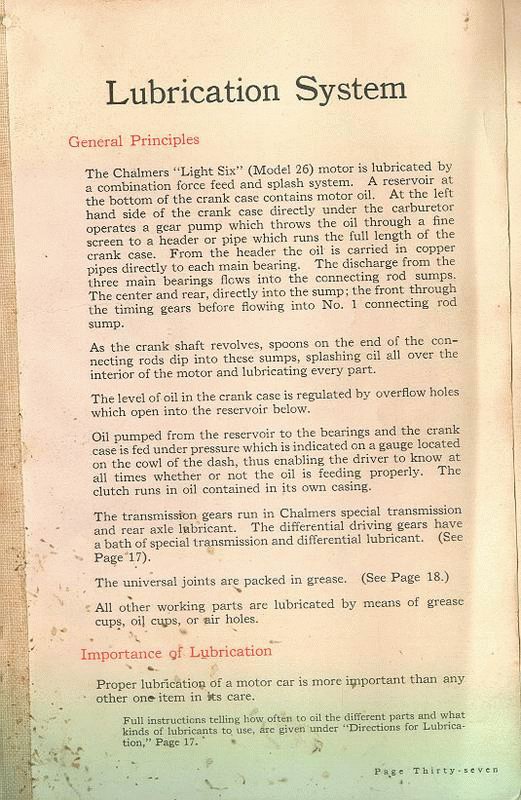 Lubrication System
General Principles
The Chalmers “Light Six” (Model 26) motor is lubricated by
a combination force feed and splash system. A reservoir at
the bottom of the crank case contains motor oil. At the left
hand side of the crank case directly under the carburetor
operates a gear pump which throws the oil through a fine
screen to a header or pipe which runs the full length of the
crank case. From the header the oil is carried in copper
pipes directly to each main bearing. The discharge from the
three main bearings flows into the connecting rod sumps.
The center and rear, directly into the sump; the front through
the timing gears before flowing into No. 1 connecting rod
sump.
As the crank shaft revolves, spoons on the end of the con-
necting rods dip into these sumps, splashing oil all over the
interior of the motor and lubricating every part.
The level of oil in the crank case is regulated by overflow holes
which open into the reservoir below.
Oil pumped from the reservoir to the bearings and the crank
case is fed under pressure which is indicated on a gauge located
on the cowl of the dash, thus enabling the driver to know at
all times whether or not the oil is feeding properly. The
clutch runs in oil contained in its own casing.
The transmission gears run in Chalmers special transmission
and rear axle lubricant. The differential driving gears have
a bath of special transmission and differential lubricant. (See
Page 17).
The universal joints are packed in grease. (See Page 18.)
All other working parts are lubricated by means of grease
cups, oil cups, or air holes.
Importance of Lubrication
Proper lubrication of a motor car is more important than any
other one item in its care.
Full instructions telling how often to oil the different parts and what
kinds of lubricants to use, are given under “Directions for Lubrica-
tion,” Page 17.
Page Thirty-seven